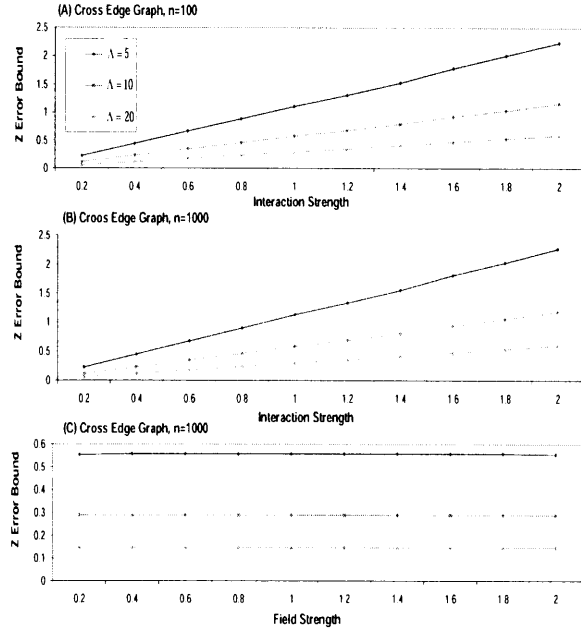 (A) Cross Edge Graph, n=100
Z Error Bound
2.5
2
1.5
1
0.5
0
Λ = 5
Λ = 10
Λ = 20
0.2 0.4 0.6 0.8 1 1.2 1.4 1.6 1.8 2
Interaction Strength
(B) Croos Edge Graph, n=1000
Z Error Bound
2.5
2
1.5
1
0.5
0
0.2 0.4 0.6 0.8 1 1.2 1.4 1.6 1.8 2
Interaction Strength
(C) Cross Edge Graph, n=1000
Z Error Bound
0.6
0.5
0.4
0.3
0.2
0.1
0
0.2 0.4 0.6 0.8 1 1.2 1.4 1.6 1.8 2
Field Strength